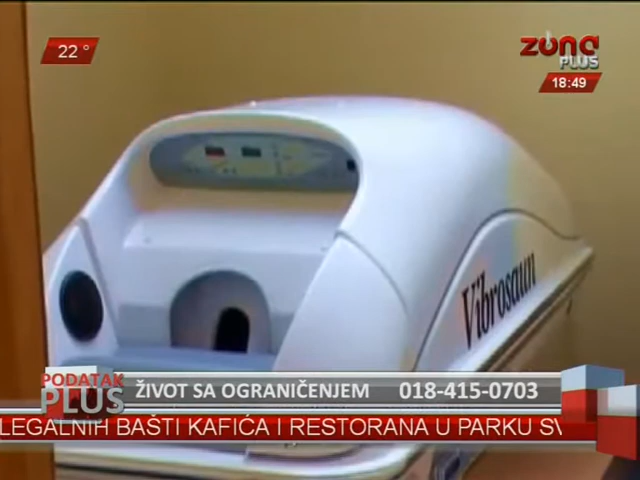 22 °
zona
PLUS
18:49
Vibrosaun
PODATAK
PLUS
ŽIVOT SA OGRANIČENJEM 018-415-0703
LEGALNIH BAŠTI KAFIĆA I RESTORANA U PARKU